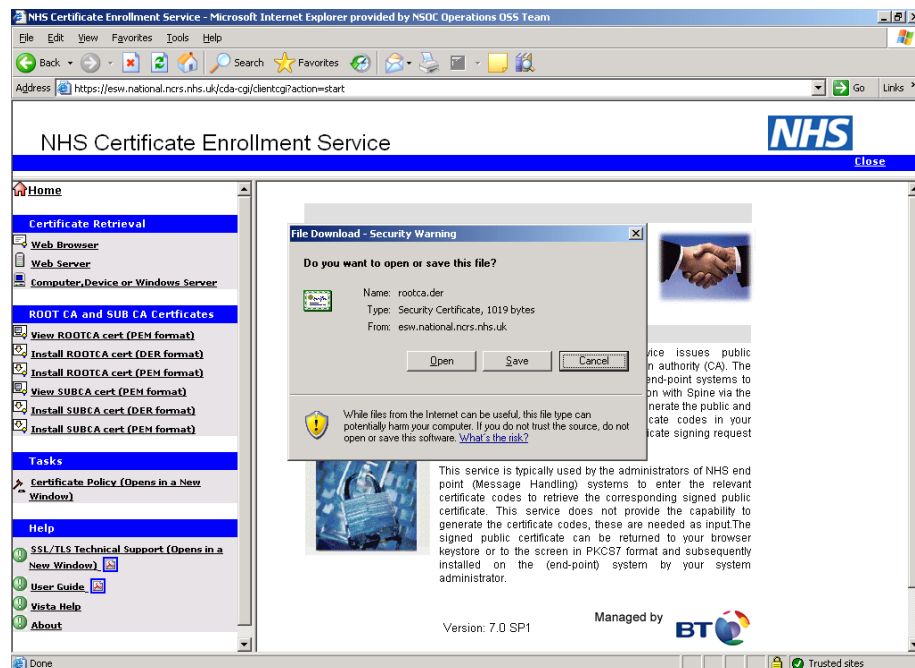 NHS Certificate Enrollment Service - Microsoft Internet Explorer provided by NSOC Operations OSS Team
File Edit View Favorites Tools Help
Back Search Favorites
Address https://esw.national.ncrs.nhs.uk/cda-cgi/clientcgi?action=start Go Links
NHS Certificate Enrollment Service
NHS
Close
Home
Certificate Retrieval
Web Browser
Web Server
Computer,Device or Windows Server
ROOT CA and SUB CA Certficates
View ROOTCA cert (PEM format)
Install ROOTCA cert (DER format)
Install ROOTCA cert (PEM format)
View SUBCA cert (PEM format)
Install SUBCA cert (DER format)
Install SUBCA cert (PEM format)
Tasks
Certificate Policy (Opens in a New
Window)
Help
SSL/TLS Technical Support (Opens in a
New Window)
User Guide
Vista Help
About
File Download - Security Warning
Do you want to open or save this file?
Name: rootca.der
Type: Security Certificate, 1019 bytes
From: esw.national.ncrs.nhs.uk
Open Save Cancel
While files from the Internet can be useful, this file type can
potentially harm your computer. If you do not trust the source, do not
open or save this software. What's the risk?
issues public
authority (CA). The
end-point systems to
with Spine via the
the public and
codes in your
signing request
This service is typically used by the administrators of NHS end
point (Message Handling) systems to enter the relevant
certificate codes to retrieve the corresponding signed public
certificate. This service does not provide the capability to
generate the certificate codes, these are needed as input.The
signed public certificate can be returned to your browser
keystore or to the screen in PKCS7 format and subsequently
installed on the (end-point) system by your system
administrator.
Version: 7.0 SP1
Managed by
BT
Done
Trusted sites